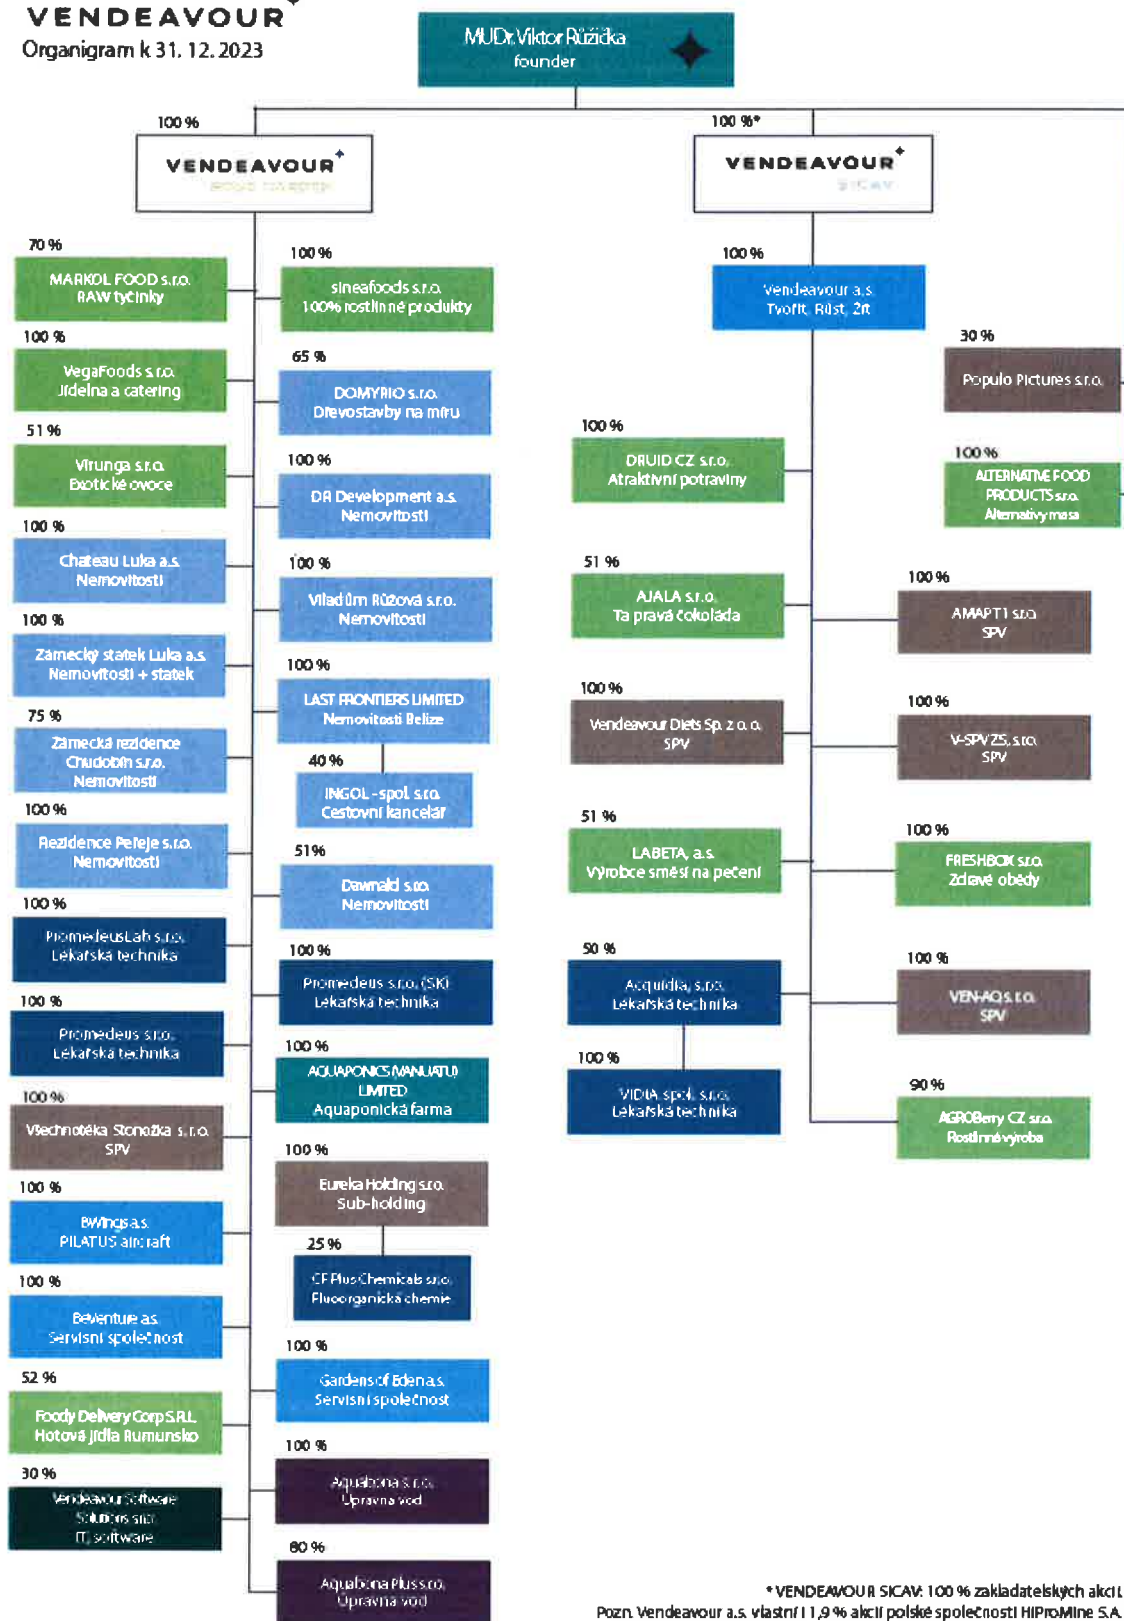 VENDEAVOUR
Organigram k 31. 12. 2023
MUDr. Viktor Růžička
founder
100 %
VENDEAVOUR
100 %*
VENDEAVOUR
SICAV
70 %
MARKOL FOOD s.r.o.
RAW tyčinky
100 %
sineafoods s.r.o.
100% rostlinné produkty
100 %
Vendeavour a.s.
Tvořit, Růst, Žít
100 %
VegaFoods s.r.o.
Jídelna a catering
65 %
DOMYRIO s.r.o.
Dřevostavby na míru
30 %
Populo Pictures s.r.o.
51 %
Virunga s.r.o.
Exotické ovoce
100 %
DR Development a.s.
Nemovitosti
100 %
DRUID CZ s.r.o.
Atraktivní potraviny
100 %
ALTERNATIVE FOOD
PRODUCTS s.r.o.
Alternativy masa
100 %
Chateau Luka a.s.
Nemovitosti
100 %
Viladům Růžová s.r.o.
Nemovitosti
51 %
AJALA s.r.o.
Ta pravá čokoláda
100 %
AMAPT1 s.r.o.
SPV
100 %
Zámecký statek Luka a.s.
Nemovitosti + statek
100 %
LAST FRONTIERS LIMITED
Nemovitosti Belize
100 %
Vendeavour Diets Sp. z o. o.
SPV
100 %
V-SPV ZS, s.r.o.
SPV
75 %
Zámecká rezidence
Chudobín s.r.o.
Nemovitosti
40 %
INGOL - spol. s.r.o.
Cestovní kancelář
100 %
Rezidence Peřeje s.r.o.
Nemovitosti
51%
Dawnald s.r.o.
Nemovitosti
51 %
LABETA, a.s.
Výrobce směsí na pečení
100 %
FRESHBOX s.r.o.
Zdravé obědy
100 %
PromedeusLab s.r.o.
Lékařská technika
100 %
Promedeus s.r.o. (SK)
Lékařská technika
50 %
Acquidia, s.r.o.
Lékařská technika
100 %
VEN-AQ s.r.o.
SPV
100 %
Promedeus s.r.o.
Lékařská technika
100 %
AQUAPONICS (VANUATU)
LIMITED
Aquaponická farma
100 %
VIDIA spol. s.r.o.
Lékařská technika
90 %
AGROBerry CZ s.r.o.
Rostlinné výroba
100 %
Všechnotéka Stonožka s.r.o.
SPV
100 %
Eureka Holding s.r.o.
Sub-holding
100 %
BWings a.s.
PILATUS aircraft
25 %
CF Plus Chemicals s.r.o.
Fluoorganická chemie
100 %
BeVenture a.s.
Servisní společnost
100 %
Gardens of Eden a.s.
Servisní společnost
52 %
Foody Delivery Corp S.R.L.
Hotová jídla Rumunsko
100 %
Aquabona s.r.o.
Úpravna vod
30 %
Vendeavour Software
Solutions s.r.o.
IT, software
80 %
Aquabona Plus s.r.o.
Úpravna vod
* VENDEAVOUR SICAV: 100 % zakladatelských akcií.
Pozn. Vendeavour a.s. vlastní i 1,9 % akcií polské společnosti HiProMine S.A.